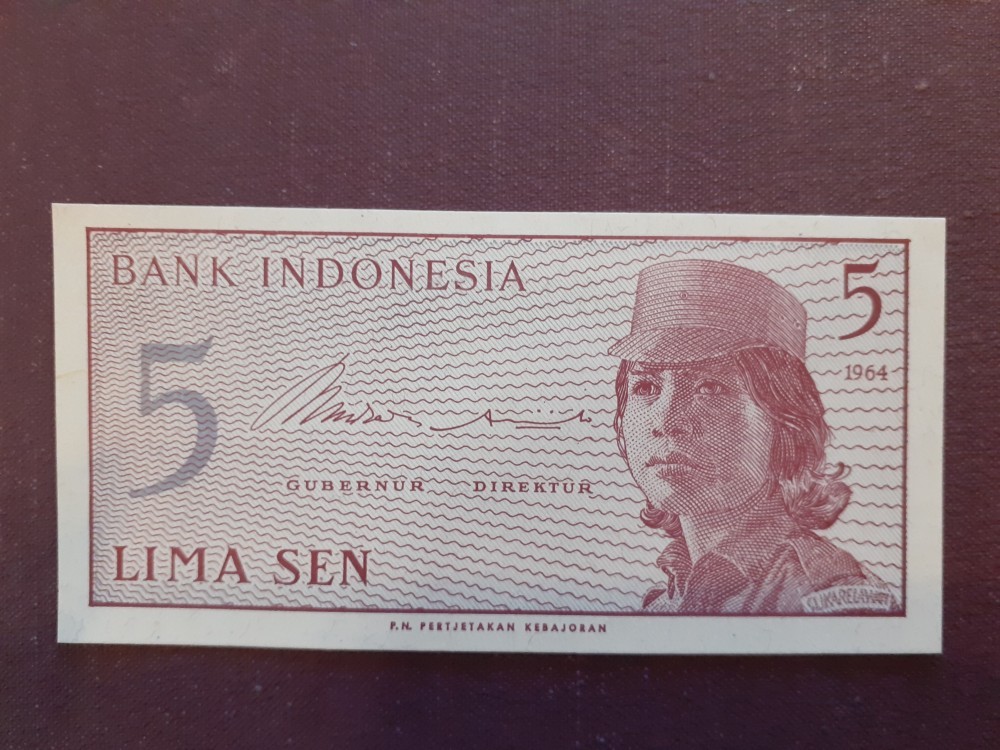 BANK INDONESIA
5
5
1964
GUBERNUR DIREKTUR
LIMA SEN
SUKARELAWATI
P.N. PERTJETAKAN KEBAJORAN